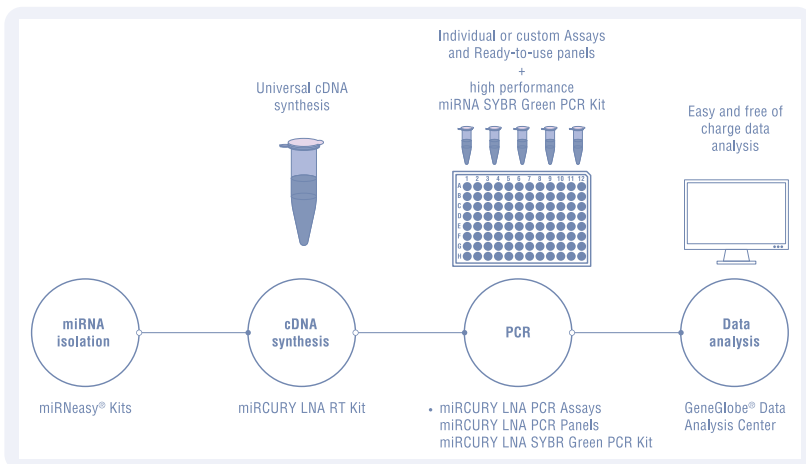 Individual or custom Assays
and Ready-to-use panels
+
high performance
miRNA SYBR Green PCR Kit
Universal cDNA
synthesis
Easy and free of
charge data
analysis
1 2 3 4 5 6 7 8 9 10 11 12
A
B
C
D
E
F
G
H
miRNA
isolation
cDNA
synthesis
PCR
Data
analysis
miRNeasy® Kits
miRCURY LNA RT Kit
• miRCURY LNA PCR Assays
miRCURY LNA PCR Panels
miRCURY LNA SYBR Green PCR Kit
GeneGlobe® Data
Analysis Center